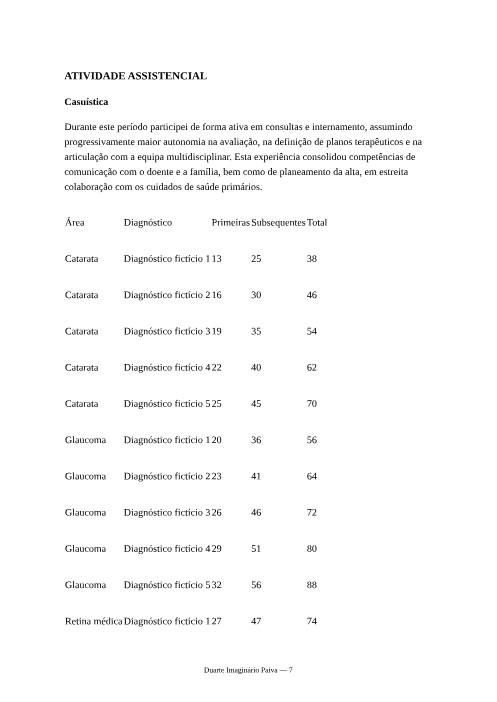 ATIVIDADE ASSISTENCIAL
Casuística
Durante este período participei de forma ativa em consultas e internamento, assumindo
progressivamente maior autonomia na avaliação, na definição de planos terapêuticos e na
articulação com a equipa multidisciplinar. Esta experiência consolidou competências de
comunicação com o doente e a família, bem como de planeamento da alta, em estreita
colaboração com os cuidados de saúde primários.
Área Diagnóstico Primeiras Subsequentes Total
Catarata Diagnóstico fictício 1 13 25 38
Catarata Diagnóstico fictício 2 16 30 46
Catarata Diagnóstico fictício 3 19 35 54
Catarata Diagnóstico fictício 4 22 40 62
Catarata Diagnóstico fictício 5 25 45 70
Glaucoma Diagnóstico fictício 1 20 36 56
Glaucoma Diagnóstico fictício 2 23 41 64
Glaucoma Diagnóstico fictício 3 26 46 72
Glaucoma Diagnóstico fictício 4 29 51 80
Glaucoma Diagnóstico fictício 5 32 56 88
Retina médica Diagnóstico fictício 1 27 47 74
Duarte Imaginário Paiva — 7